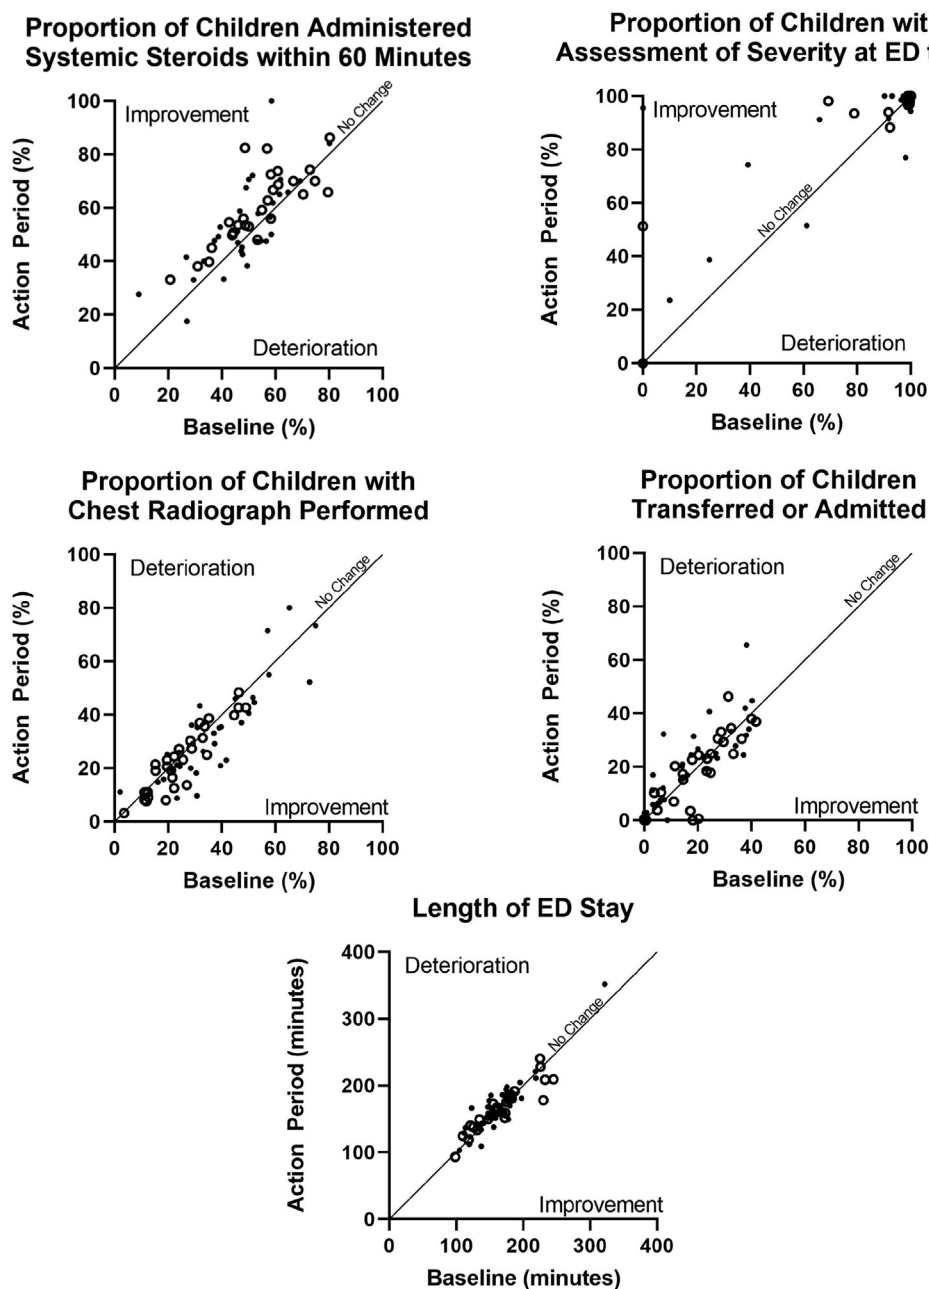 Proportion of Children Administered
Systemic Steroids within 60 Minutes
100
80
60
40
20
0
Action Period (%)
Improvement
No Change
Deterioration
0 20 40 60 80 100
Baseline (%)
Proportion of Children
Assessment of Severity at ED
100
80
60
40
20
0
Action Period (%)
Improvement
No Change
Deterioration
0 20 40 60 80 100
Baseline (%)
Proportion of Children with
Chest Radiograph Performed
100
80
60
40
20
0
Action Period (%)
Deterioration
No Change
Improvement
0 20 40 60 80 100
Baseline (%)
Proportion of Children
Transferred or Admitted
100
80
60
40
20
0
Action Period (%)
Deterioration
No Change
Improvement
0 20 40 60 80 100
Baseline (%)
Length of ED Stay
400
300
200
100
0
Action Period (minutes)
Deterioration
No Change
Improvement
0 100 200 300 400
Baseline (minutes)